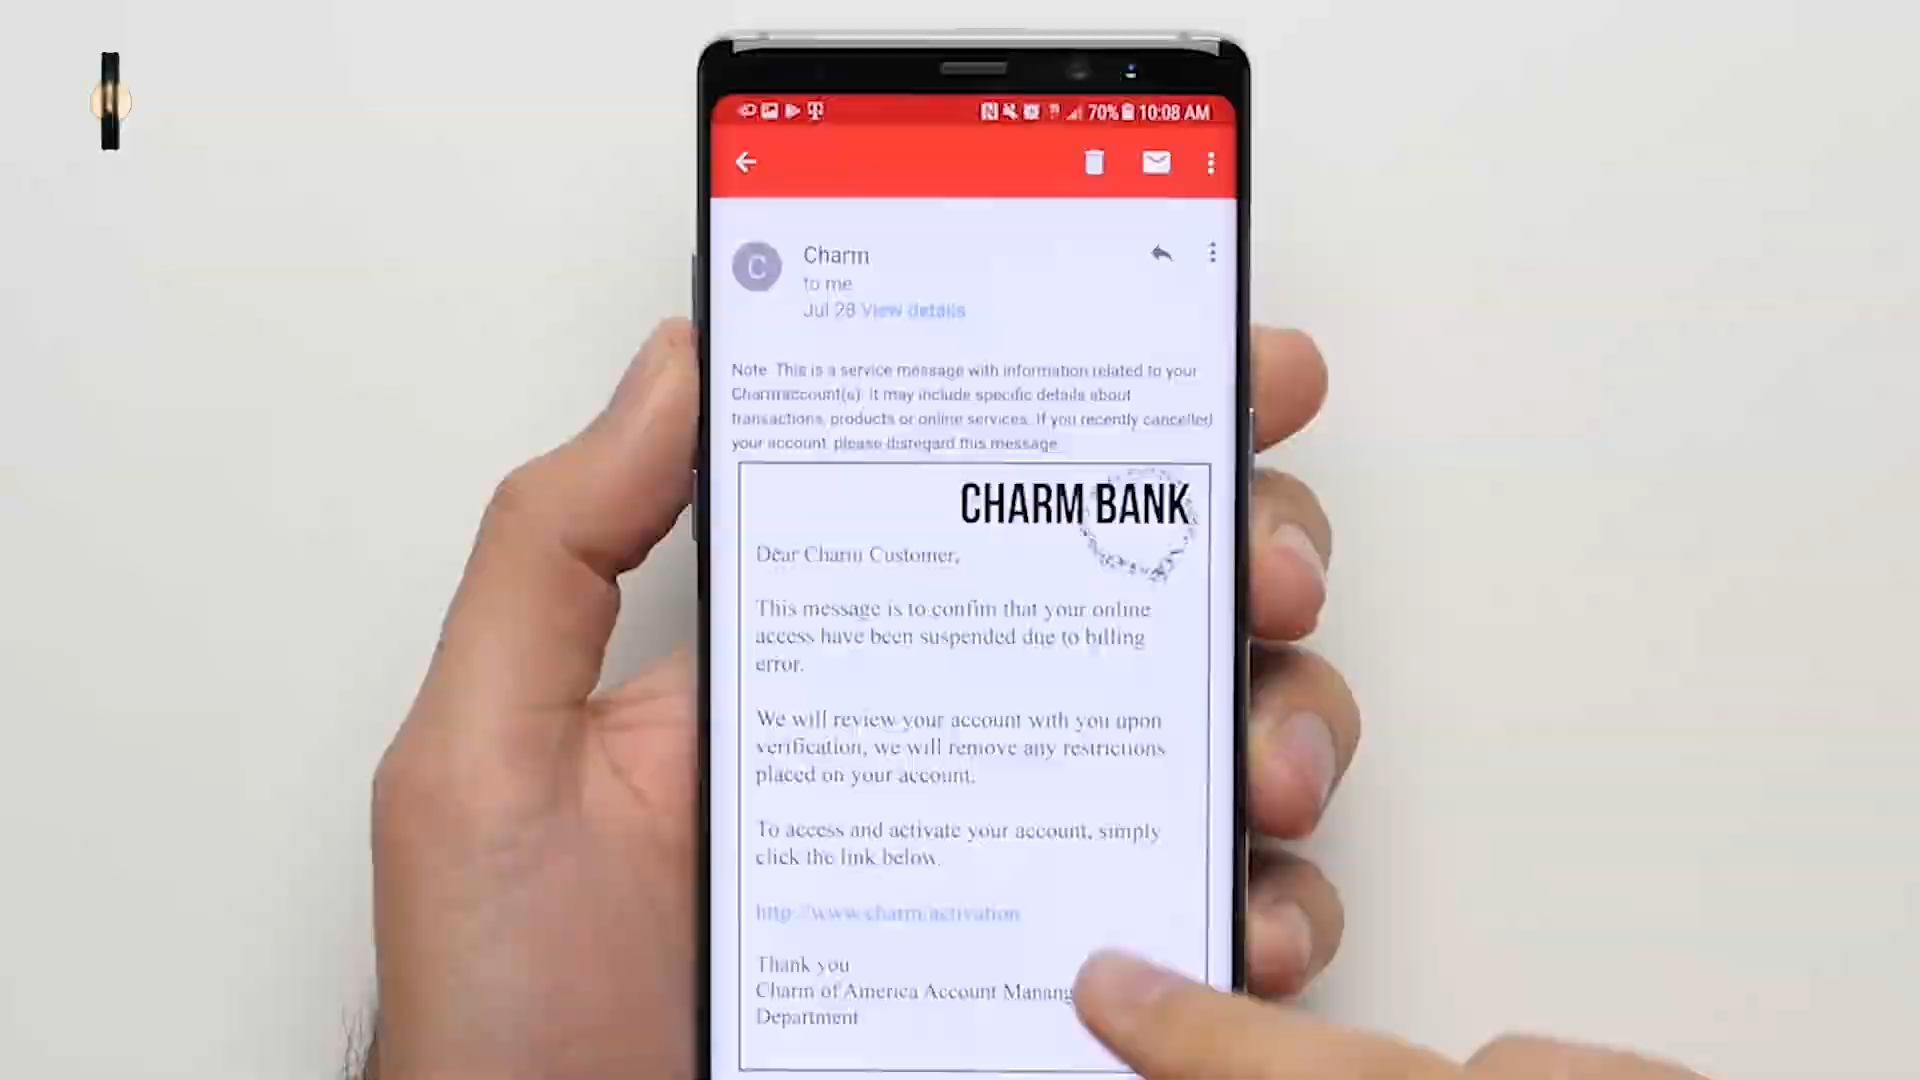 70% 10:08 AM
C
Charm
to me
Jul 28 View details
Note: This is a service message with information related to your
Charmaccount(s). It may include specific details about
transactions, products or online services. If you recently cancelled
your account, please disregard this message.
CHARM BANK
Dear Charm Customer,
This message is to confim that your online
access have been suspended due to billing
error.
We will review your account with you upon
verification, we will remove any restrictions
placed on your account.
To access and activate your account, simply
click the link below.
http://www.charm/activation
Thank you
Charm of America Account Manang
Department